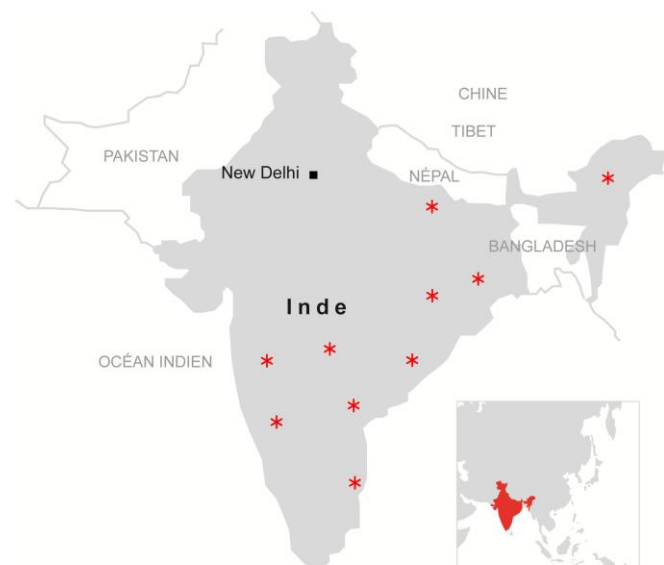 CHINE
TIBET
PAKISTAN
New Delhi
NÉPAL
BANGLADESH
Inde
OCÉAN INDIEN